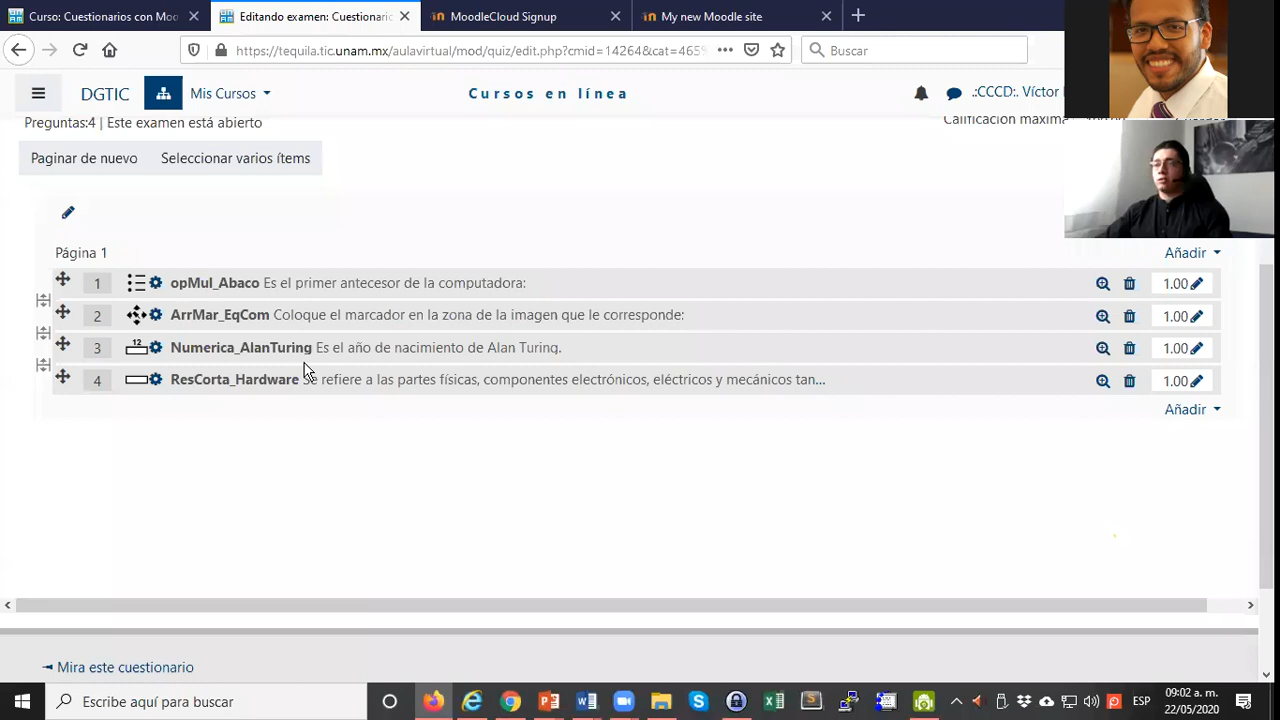 Curso: Cuestionarios con Moo
Editando examen: Cuestionario
MoodleCloud Signup
My new Moodle site
https://tequila.tic.unam.mx/aulavirtual/mod/quiz/edit.php?cmid=14264&cat=465%
Buscar
DGTIC
Mis Cursos
Cursos en línea
.:CCCD:. Víctor
Preguntas:4 | Este examen está abierto
Calificación máxima
Paginar de nuevo
Seleccionar varios ítems
Página 1
Añadir
1 opMul_Abaco Es el primer antecesor de la computadora: 1.00
2 ArrMar_EqCom Coloque el marcador en la zona de la imagen que le corresponde: 1.00
3 12 Numerica_AlanTuring Es el año de nacimiento de Alan Turing. 1.00
4 ResCorta_Hardware Se refiere a las partes físicas, componentes electrónicos, eléctricos y mecánicos tan... 1.00
Añadir
Mira este cuestionario
Escribe aquí para buscar
ESP
09:02 a. m.
22/05/2020